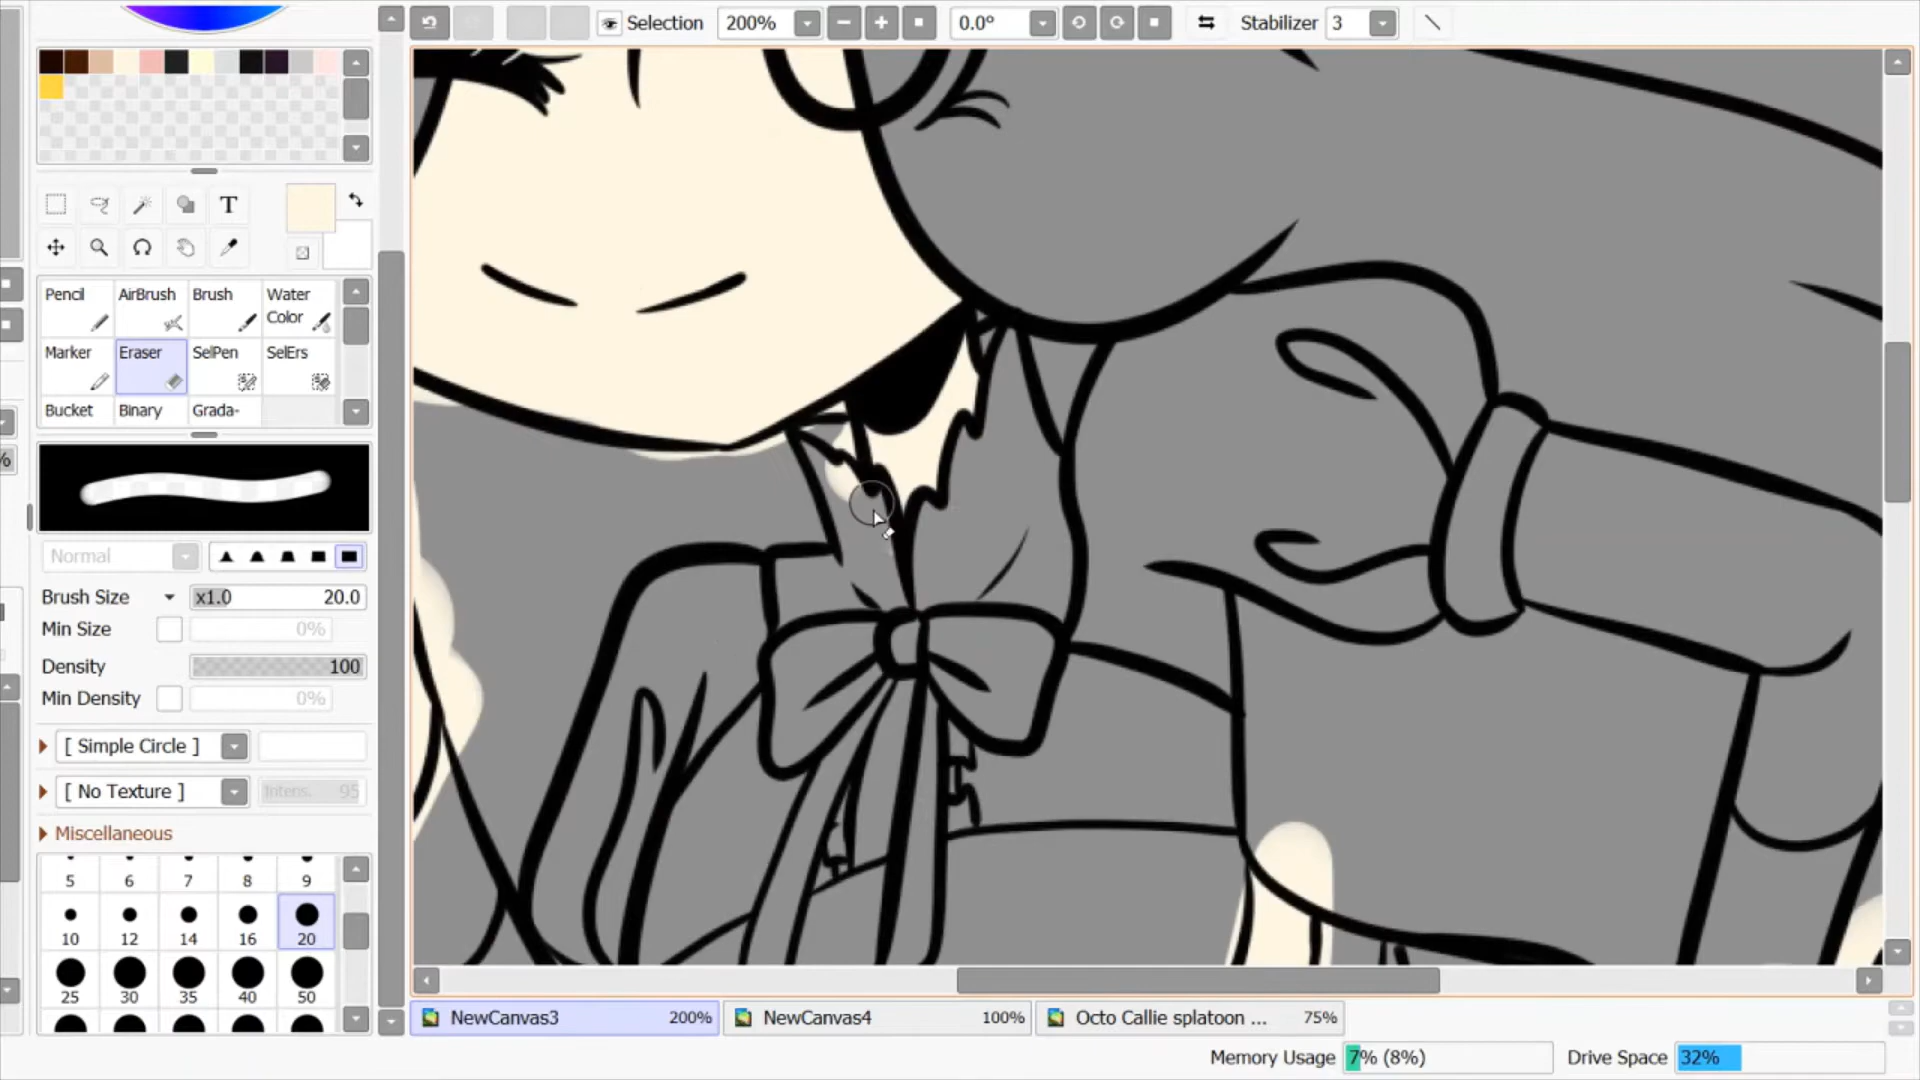 Selection 200% 0.0° Stabilizer 3
T
Pencil AirBrush Brush Water Color
Marker Eraser SelPen SelErs
Bucket Binary Grada-
%
Normal
Brush Size x1.0 20.0
Min Size 0%
Density 100
Min Density 0%
[ Simple Circle ]
[ No Texture ] Intens. 95
Miscellaneous
5 6 7 8 9
10 12 14 16 20
25 30 35 40 50
NewCanvas3 200% NewCanvas4 100% Octo Callie splatoon ... 75%
Memory Usage 7% (8%) Drive Space 32%